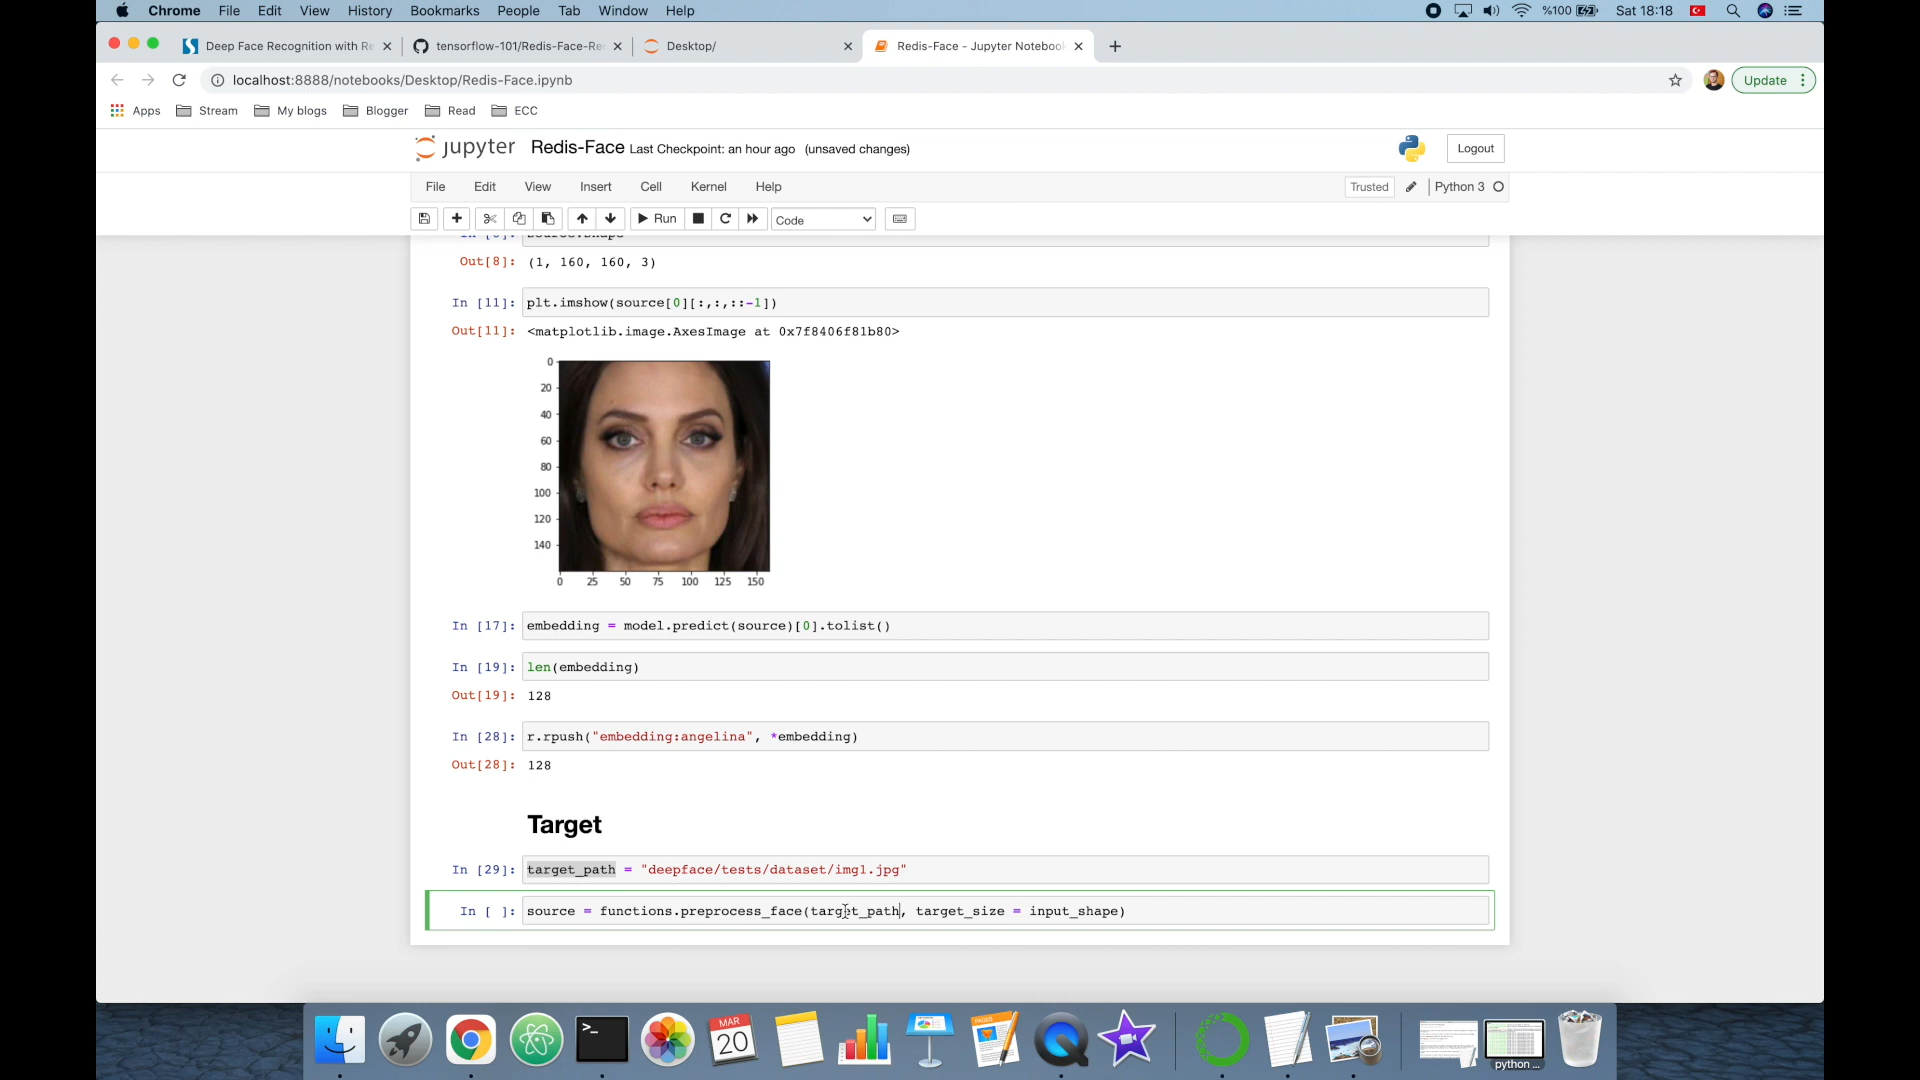 Chrome File Edit View History Bookmarks People Tab Window Help %100 Sat 18:18
Deep Face Recognition with Re
tensorflow-101/Redis-Face-Re
Desktop/
Redis-Face - Jupyter Notebook
localhost:8888/notebooks/Desktop/Redis-Face.ipynb Update
Apps Stream My blogs Blogger Read ECC
jupyter Redis-Face Last Checkpoint: an hour ago (unsaved changes) Logout
File Edit View Insert Cell Kernel Help Trusted Python 3
Run Code
Out[8]: (1, 160, 160, 3)
In [11]: plt.imshow(source[0][:,:,::-1])
Out[11]: <matplotlib.image.AxesImage at 0x7f8406f81b80>
0
20
40
60
80
100
120
140
0 25 50 75 100 125 150
In [17]: embedding = model.predict(source)[0].tolist()
In [19]: len(embedding)
Out[19]: 128
In [28]: r.rpush("embedding:angelina", *embedding)
Out[28]: 128
Target
In [29]: target_path = "deepface/tests/dataset/img1.jpg"
In [ ]: source = functions.preprocess_face(target_path, target_size = input_shape)
MAR
20
PAGES
python ...